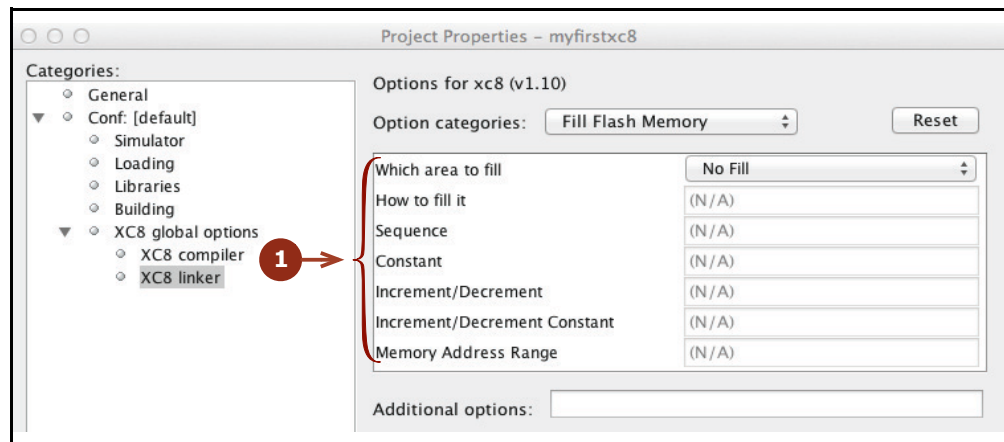 Project Properties – myfirstxc8
Categories:
General
Conf: [default]
Simulator
Loading
Libraries
Building
XC8 global options
XC8 compiler
XC8 linker
1
Options for xc8 (v1.10)
Option categories: Fill Flash Memory Reset
Which area to fill No Fill
How to fill it (N/A)
Sequence (N/A)
Constant (N/A)
Increment/Decrement (N/A)
Increment/Decrement Constant (N/A)
Memory Address Range (N/A)
Additional options: